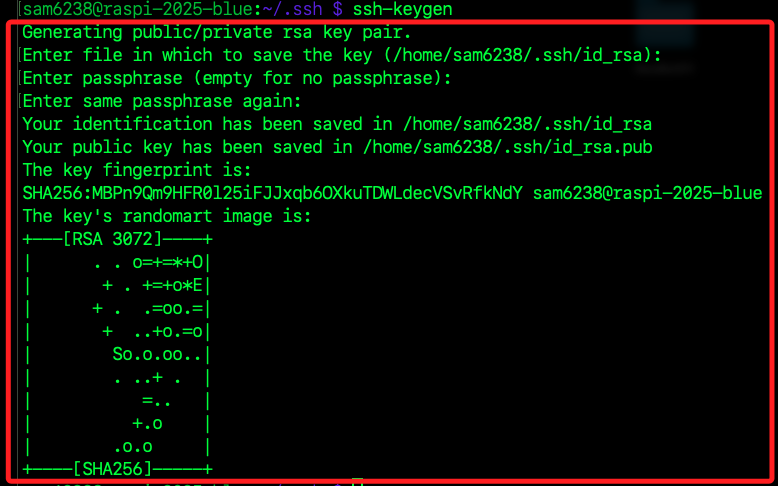 [sam6238@raspi-2025-blue:~/.ssh $ ssh-keygen
Generating public/private rsa key pair.
[Enter file in which to save the key (/home/sam6238/.ssh/id_rsa):
[Enter passphrase (empty for no passphrase):
[Enter same passphrase again:
Your identification has been saved in /home/sam6238/.ssh/id_rsa
Your public key has been saved in /home/sam6238/.ssh/id_rsa.pub
The key fingerprint is:
SHA256:MBPn9Qm9HFR0l25iFJJxqb6OXkuTDWLdecVSvRfkNdY sam6238@raspi-2025-blue
The key's randomart image is:
+---[RSA 3072]----+
|      . . o=+=*+O|
|       + . +=+o*E|
|      + .  .=oo.=|
|       +  ..+o.=o|
|        So.o.oo..|
|        . ..+ .  |
|           =..   |
|          +.o    |
|        .o.o     |
+----[SHA256]-----+